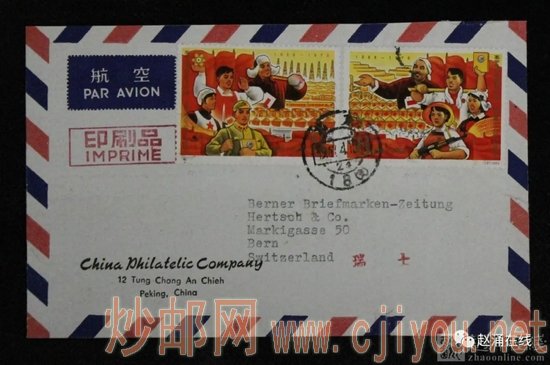 航空
PAR AVION
印刷品
IMPRIME
Berner Briefmarken-Zeitung
Hertsch & Co.
Markigasse 50
Bern
Switzerland 瑞士
China Philatelic Company
12 Tung Chang An Chieh
Peking, China
炒邮网 www.cjiyou.net
赵涌在线
zhaoonline.com